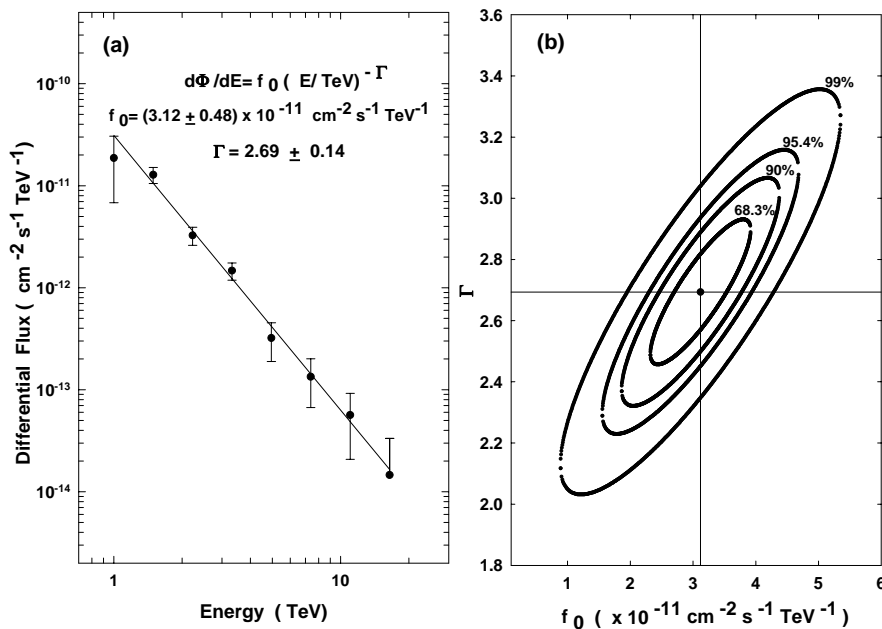 (a)
dΦ/dE= f 0 ( E/ TeV) - Γ
f 0= (3.12 ± 0.48) x 10 -11 cm-2 s-1 TeV-1
Γ = 2.69 ± 0.14
Differential Flux ( cm-2 s-1 TeV-1)
10-10
10-11
10-12
10-13
10-14
1
10
Energy ( TeV)
(b)
99%
95.4%
90%
68.3%
Γ
3.6
3.4
3.2
3.0
2.8
2.6
2.4
2.2
2.0
1.8
1 2 3 4 5 6
f 0 ( x 10 -11 cm-2 s-1 TeV-1)